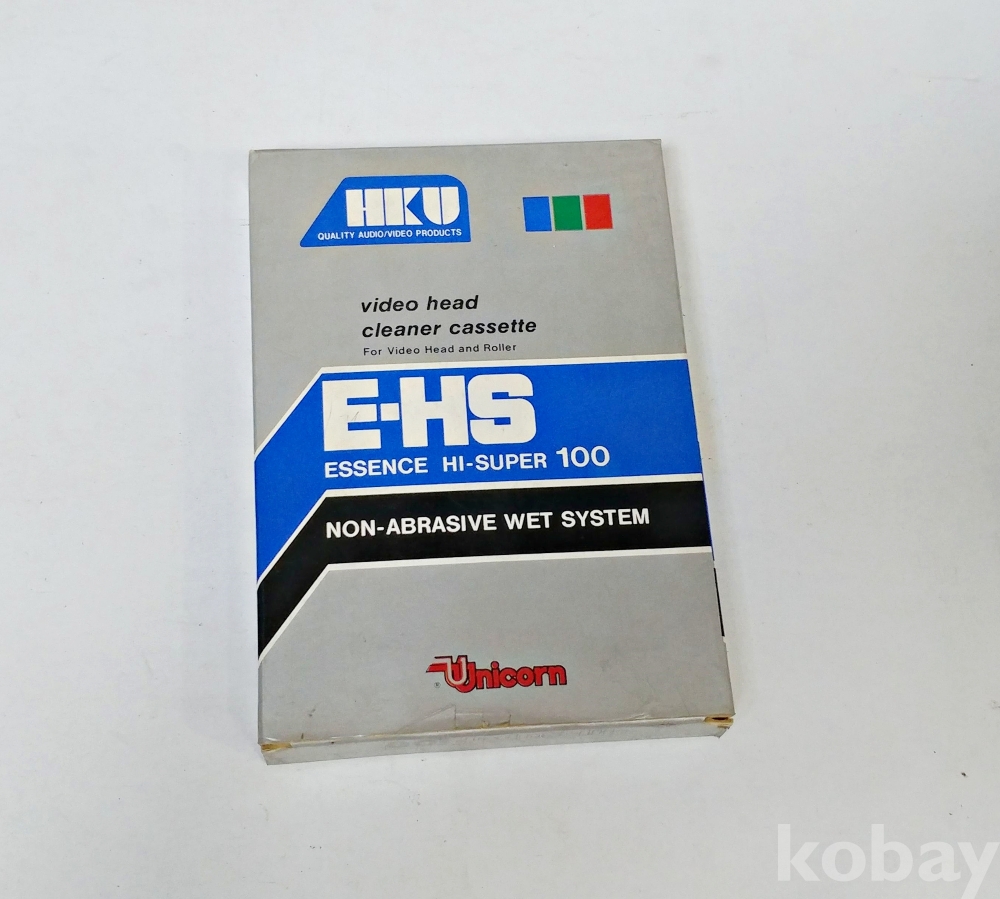 HKU
QUALITY AUDIO/VIDEO PRODUCTS
video head
cleaner cassette
For Video Head and Roller
E-HS
ESSENCE HI-SUPER 100
NON-ABRASIVE WET SYSTEM
Unicorn
®
kobay